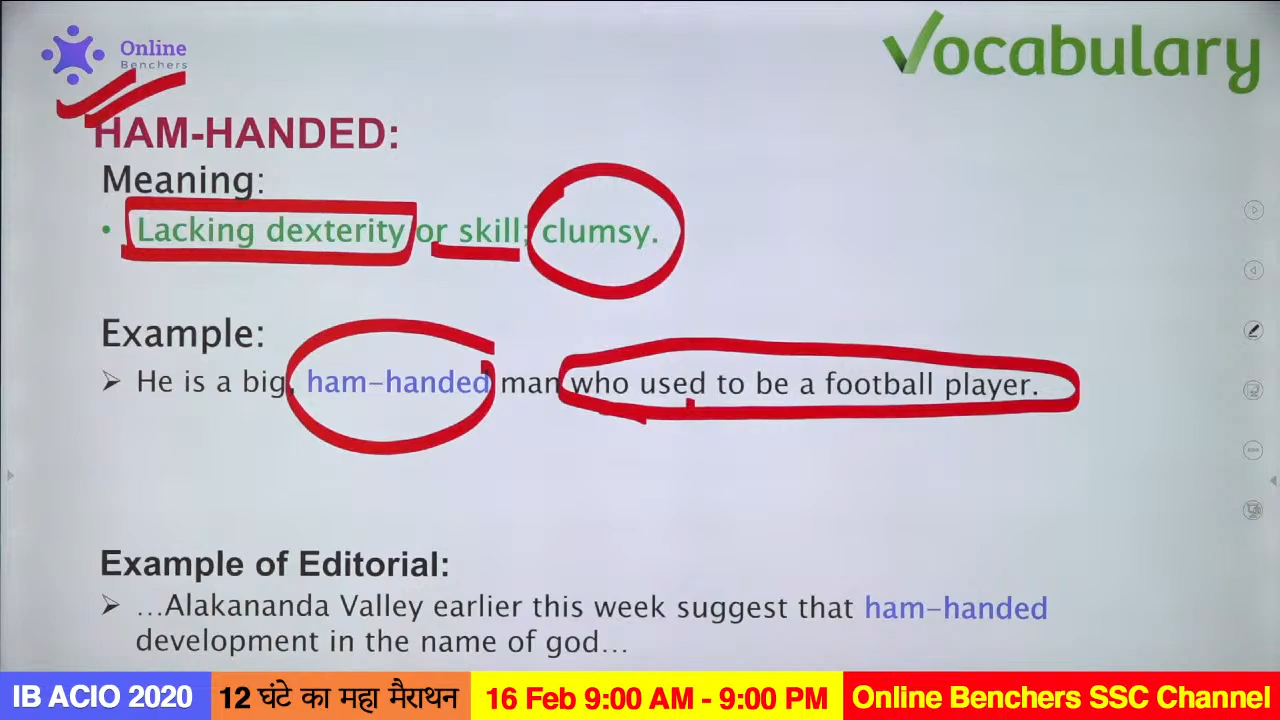 Online
Benchers
Vocabulary
HAM-HANDED:
Meaning:
• Lacking dexterity or skill; clumsy.
Example:
➢ He is a big, ham-handed man who used to be a football player.
Example of Editorial:
➢ ...Alakananda Valley earlier this week suggest that ham-handed
development in the name of god...
IB ACIO 2020 12 घंटे का महा मैराथन 16 Feb 9:00 AM - 9:00 PM Online Benchers SSC Channel